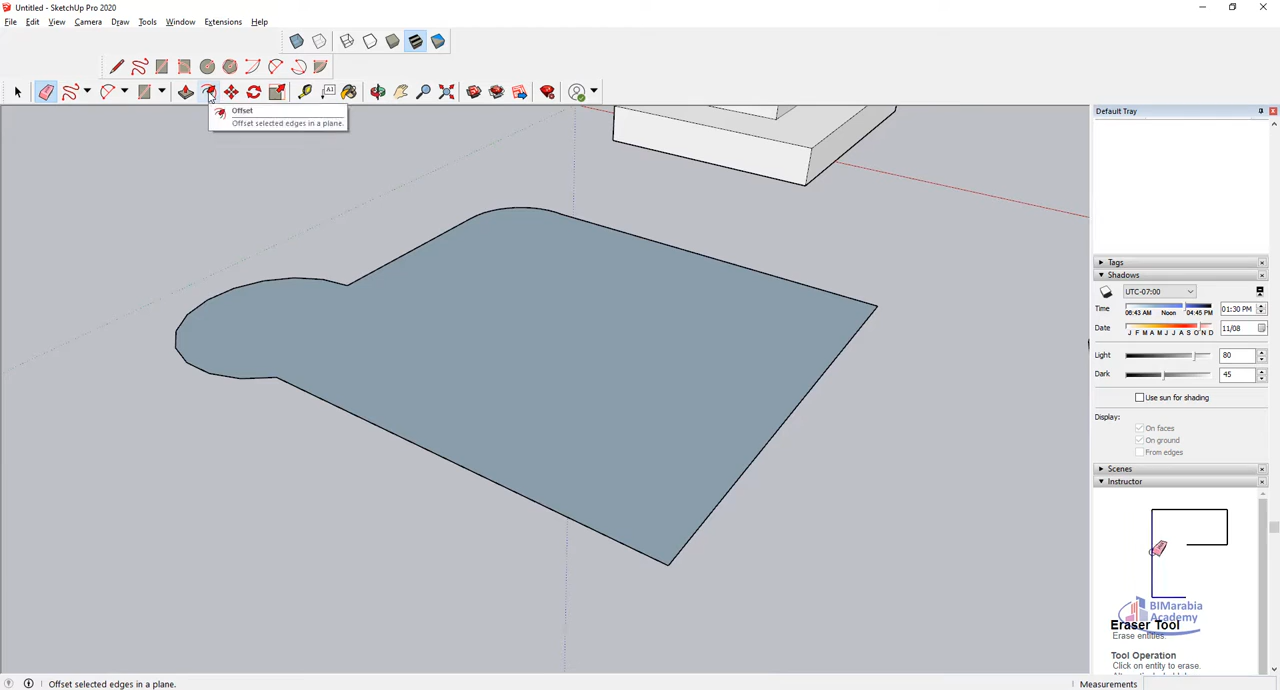 Untitled - SketchUp Pro 2020
File Edit View Camera Draw Tools Window Extensions Help
A1
Offset
Offset selected edges in a plane.
Default Tray
Tags
Shadows
UTC-07:00
Time 06:43 AM Noon 04:45 PM 01:30 PM
Date J F M A M J J A S O N D 11/08
Light 80
Dark 45
Use sun for shading
Display:
On faces
On ground
From edges
Scenes
Instructor
BIMarabia
Academy
Eraser Tool
Erase entities.
Tool Operation
Click on entity to erase.
Offset selected edges in a plane.
Measurements